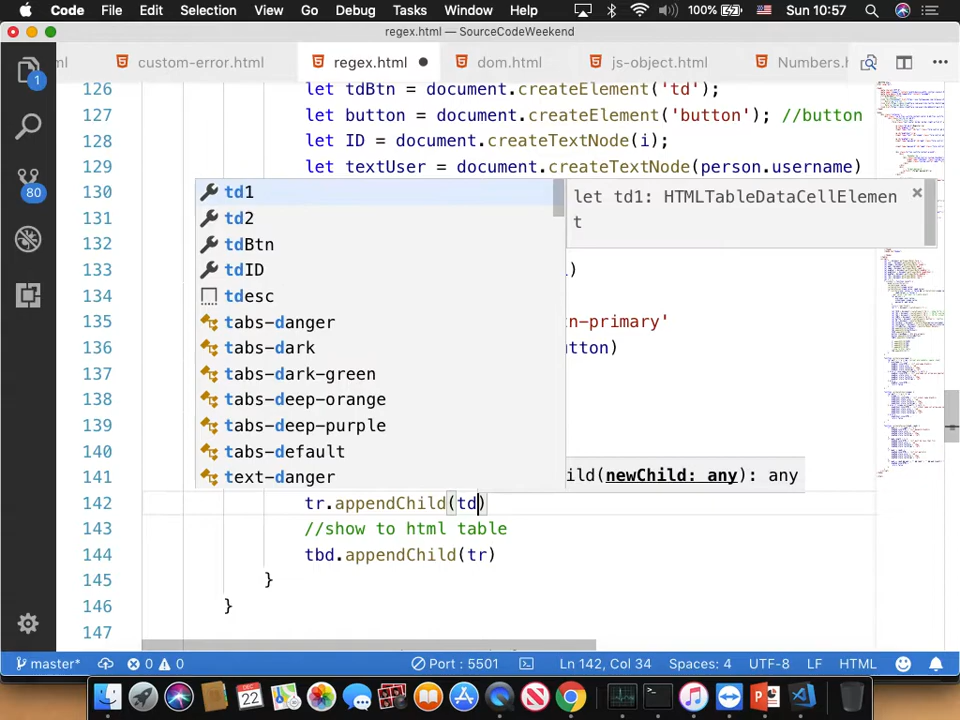 Code File Edit Selection View Go Debug Tasks Window Help 100% Sun 10:57
regex.html — SourceCodeWeekend
ml custom-error.html regex.html dom.html js-object.html Numbers.h
126 let tdBtn = document.createElement('td');
127 let button = document.createElement('button'); //button
128 let ID = document.createTextNode(i);
129 let textUser = document.createTextNode(person.username)
130
131
132
133 )
134
135 n-primary'
136 utton)
137
138
139
140
141
td1
td2
tdBtn
tdID
tdesc
tabs-danger
tabs-dark
tabs-dark-green
tabs-deep-orange
tabs-deep-purple
tabs-default
text-danger
let td1: HTMLTableDataCellElemen
t
ild(newChild: any): any
142 tr.appendChild(td)
143 //show to html table
144 tbd.appendChild(tr)
145 }
146 }
147
1
80
master* 0 0 Port : 5501 Ln 142, Col 34 Spaces: 4 UTF-8 LF HTML
22